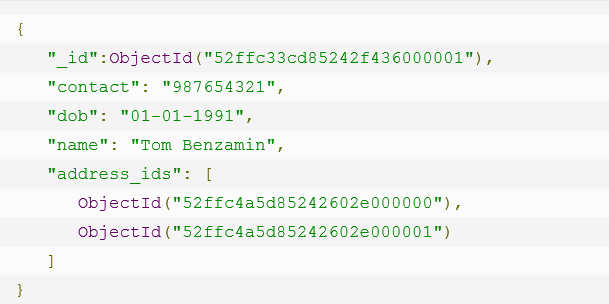 {
"_id":ObjectId("52ffc33cd85242f436000001"),
"contact": "987654321",
"dob": "01-01-1991",
"name": "Tom Benzamin",
"address_ids": [
ObjectId("52ffc4a5d85242602e000000"),
ObjectId("52ffc4a5d85242602e000001")
]
}